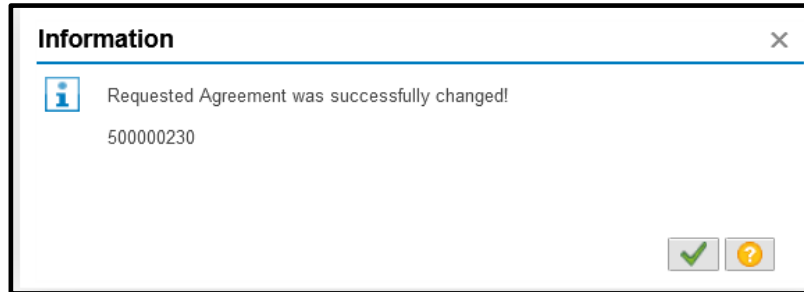 Information
Requested Agreement was successfully changed!
500000230